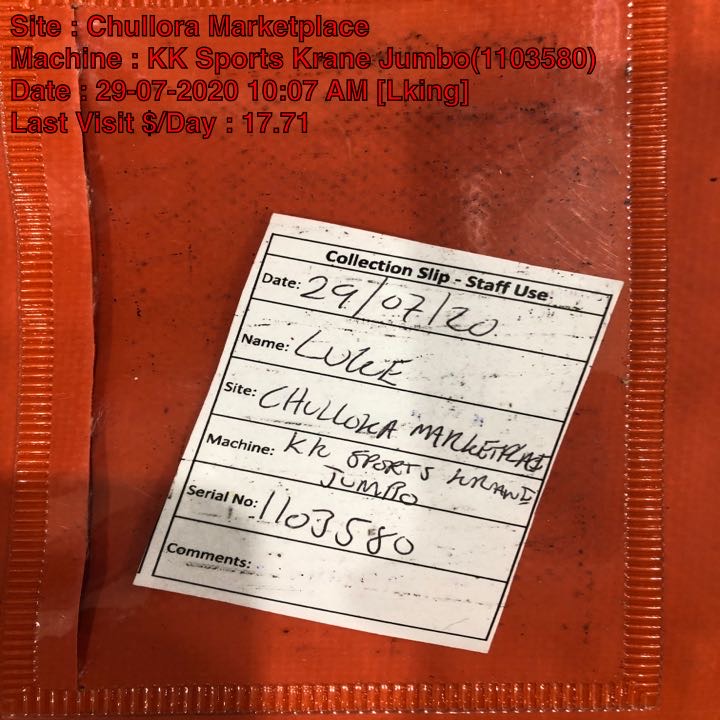 Site : Chullora Marketplace
Machine : KK Sports Krane Jumbo(1103580)
Date : 29-07-2020 10:07 AM [Lking]
Last Visit $/Day : 17.71
Collection Slip - Staff Use
Date: 29/07/20
Name: LUKE
Site: CHULLORA MARKETPLACE
Machine: KK SPORTS KRANE
JUMBO
Serial No: 1103580
Comments: